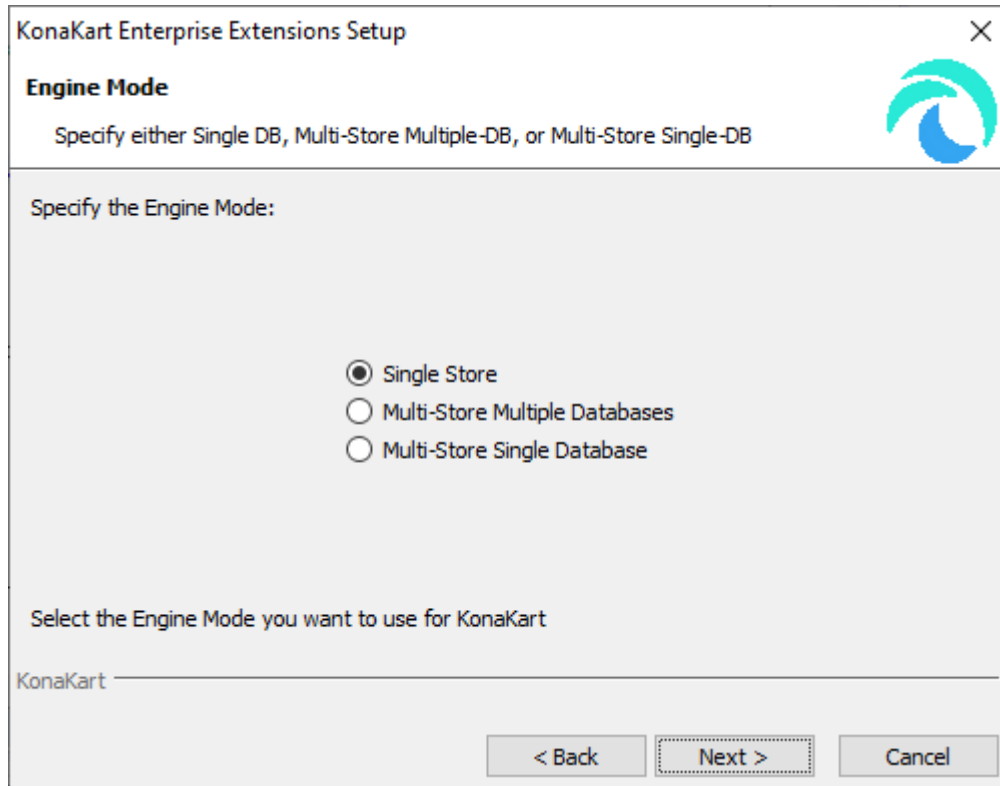 KonaKart Enterprise Extensions Setup
Engine Mode
Specify either Single DB, Multi-Store Multiple-DB, or Multi-Store Single-DB
Specify the Engine Mode:
Single Store
Multi-Store Multiple Databases
Multi-Store Single Database
Select the Engine Mode you want to use for KonaKart
KonaKart
< Back Next > Cancel